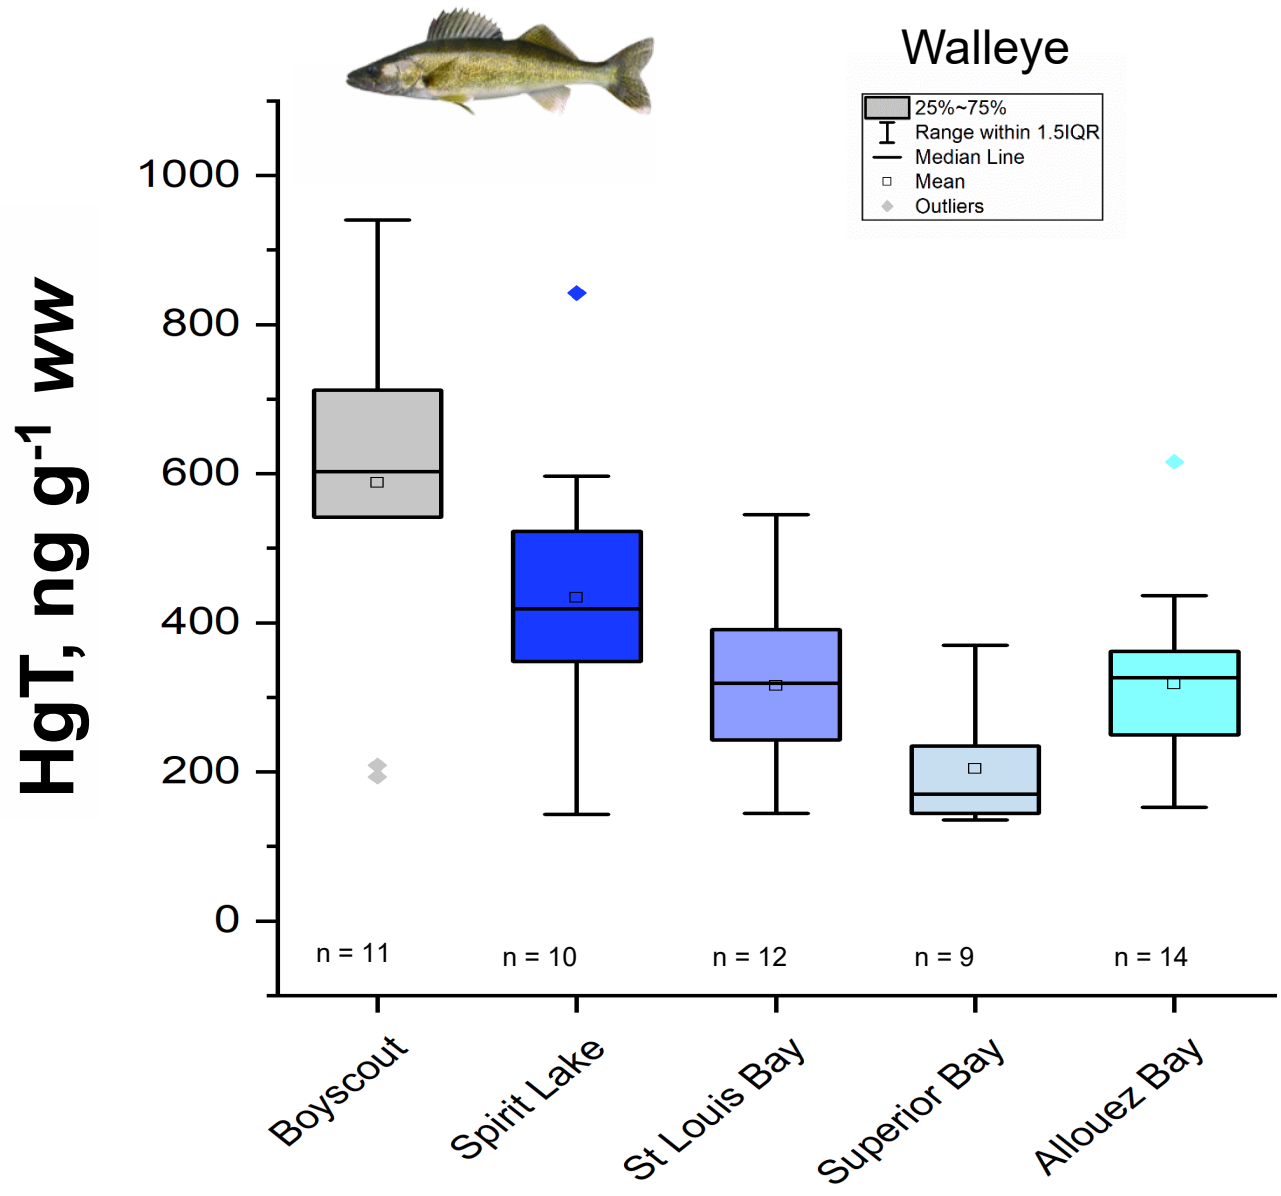 Walleye
25%~75%
Range within 1.5IQR
Median Line
Mean
Outliers
HgT, ng g⁻¹ ww
1000
800
600
400
200
0
n = 11
n = 10
n = 12
n = 9
n = 14
Boyscout
Spirit Lake
St Louis Bay
Superior Bay
Allouez Bay